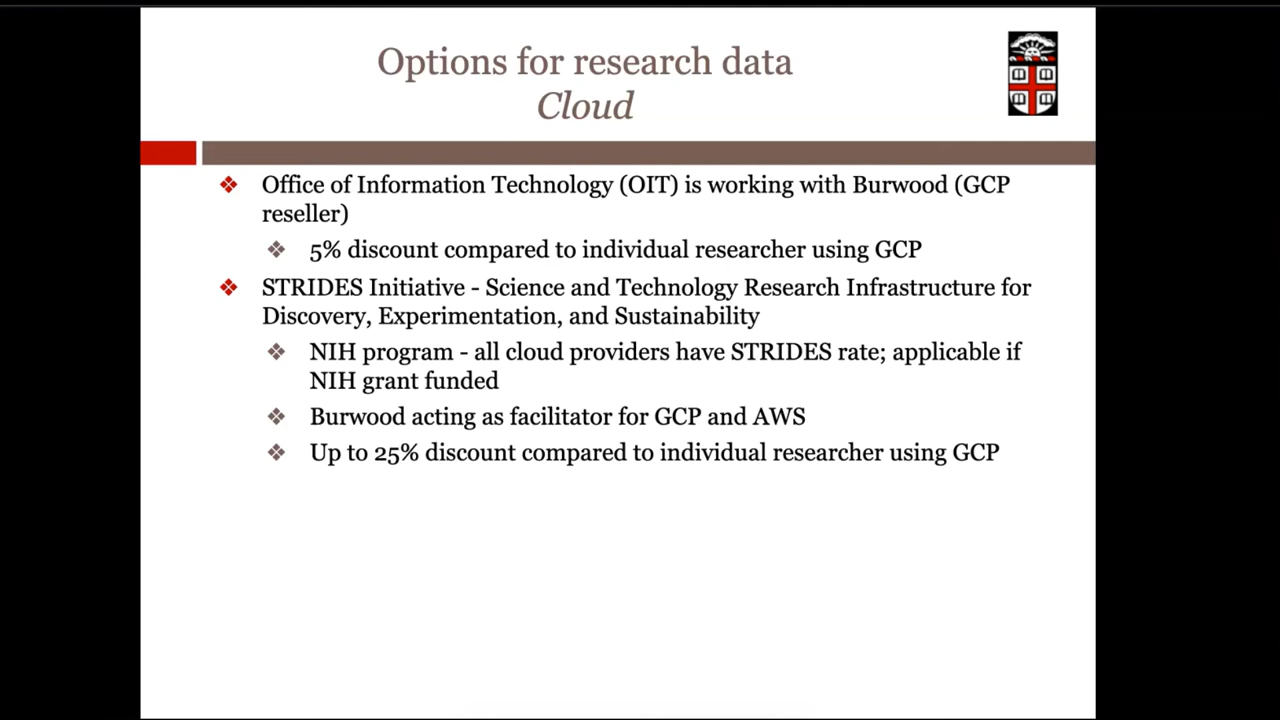 Options for research data
Cloud
❖ Office of Information Technology (OIT) is working with Burwood (GCP
reseller)
❖ 5% discount compared to individual researcher using GCP
❖ STRIDES Initiative - Science and Technology Research Infrastructure for
Discovery, Experimentation, and Sustainability
❖ NIH program - all cloud providers have STRIDES rate; applicable if
NIH grant funded
❖ Burwood acting as facilitator for GCP and AWS
❖ Up to 25% discount compared to individual researcher using GCP